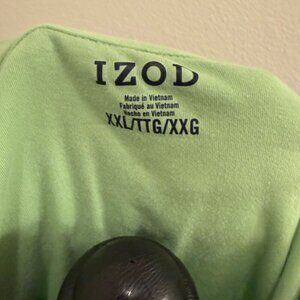 IZOD
Made in Vietnam
Fabriqué au Vietnam
Hecho en Vietnam
XXL/TTG/XXG